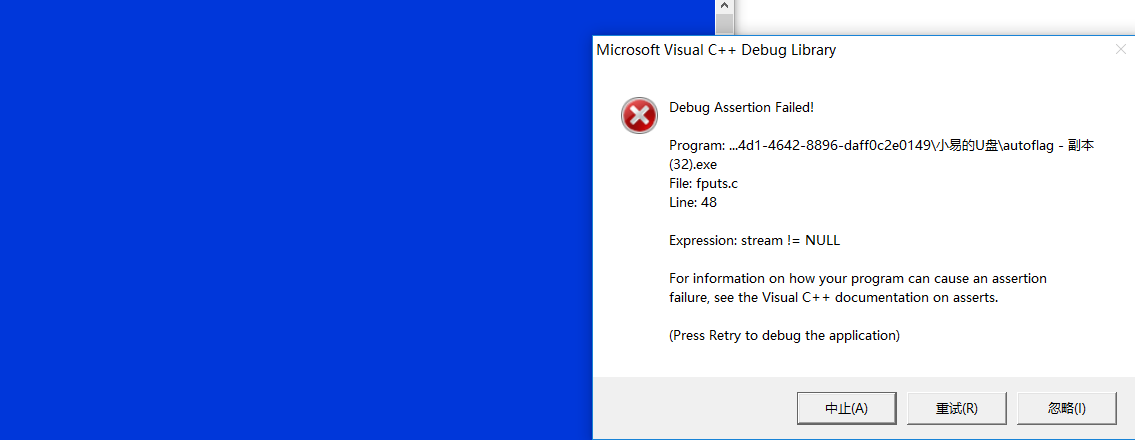 Microsoft Visual C++ Debug Library
Debug Assertion Failed!
Program: ...4d1-4642-8896-daff0c2e0149\小易的U盘\autoflag - 副本
(32).exe
File: fputs.c
Line: 48
Expression: stream != NULL
For information on how your program can cause an assertion
failure, see the Visual C++ documentation on asserts.
(Press Retry to debug the application)
中止(A)
重试(R)
忽略(I)